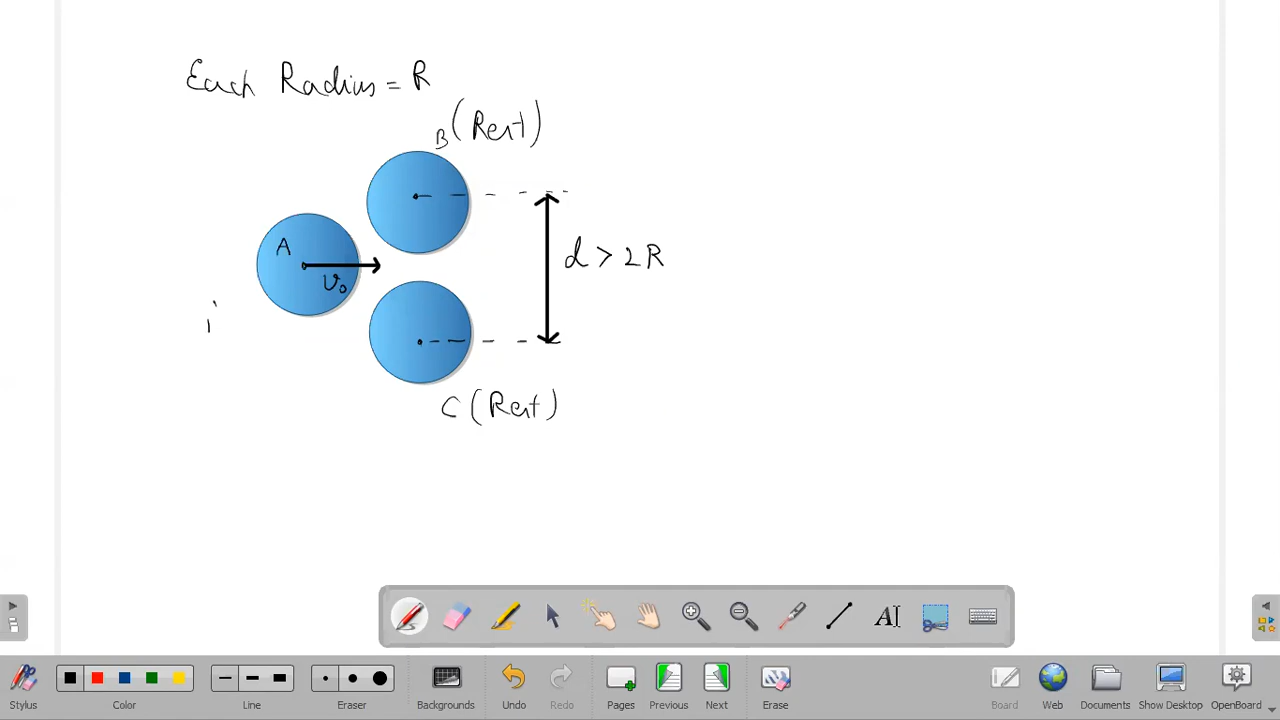 Each Radius = R
B (Rest)
A
v₀
d > 2R
i
C (Rest)
Stylus
Color
Line
Eraser
Backgrounds
Undo
Redo
Pages
Previous
Next
Erase
Board
Web
Documents
Show Desktop
OpenBoard